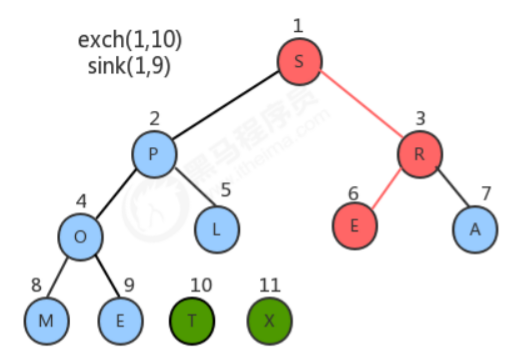 exch(1,10)
sink(1,9)
1
S
2
P
3
R
4
O
5
L
6
E
7
A
8
M
9
E
10
T
11
X
黑马程序员
itheima.com